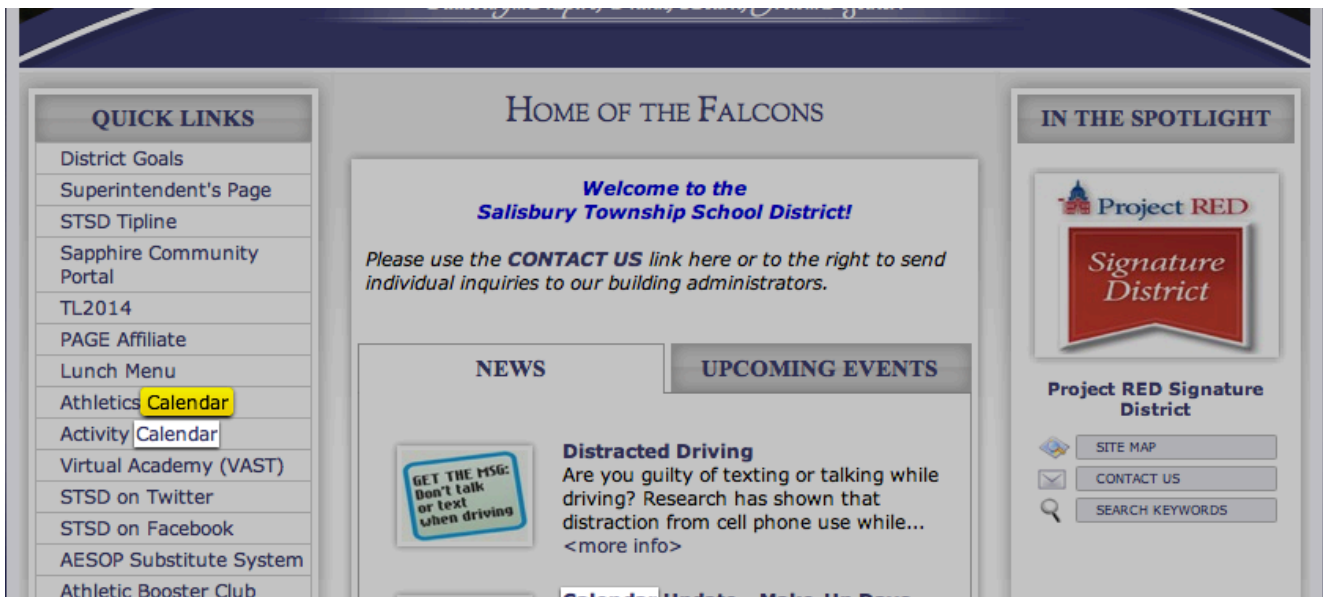 HOME OF THE FALCONS
QUICK LINKS
District Goals
Superintendent's Page
STSD Tipline
Sapphire Community
Portal
TL2014
PAGE Affiliate
Lunch Menu
Athletics Calendar
Activity Calendar
Virtual Academy (VAST)
STSD on Twitter
STSD on Facebook
AESOP Substitute System
Athletic Booster Club
Welcome to the
Salisbury Township School District!
Please use the CONTACT US link here or to the right to send
individual inquiries to our building administrators.
NEWS
UPCOMING EVENTS
GET THE MSG:
Don't talk
or text
when driving
Distracted Driving
Are you guilty of texting or talking while
driving? Research has shown that
distraction from cell phone use while...
<more info>
Calendar Update - Make-Up Days
IN THE SPOTLIGHT
Project RED
Signature
District
Project RED Signature
District
SITE MAP
CONTACT US
SEARCH KEYWORDS